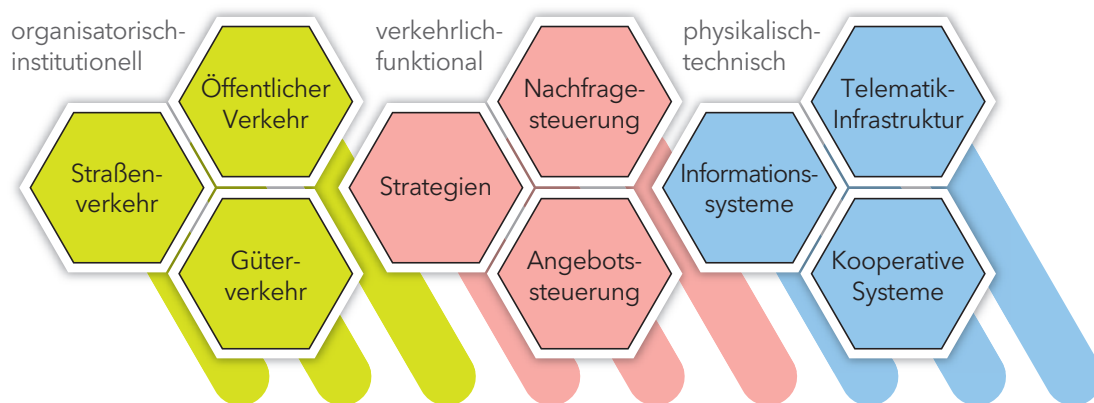 organisatorisch-
institutionell
Öffentlicher
Verkehr
Straßen-
verkehr
Güter-
verkehr
verkehrlich-
funktional
Nachfrage-
steuerung
Strategien
Angebots-
steuerung
physikalisch-
technisch
Telematik-
Infrastruktur
Informations-
systeme
Kooperative
Systeme